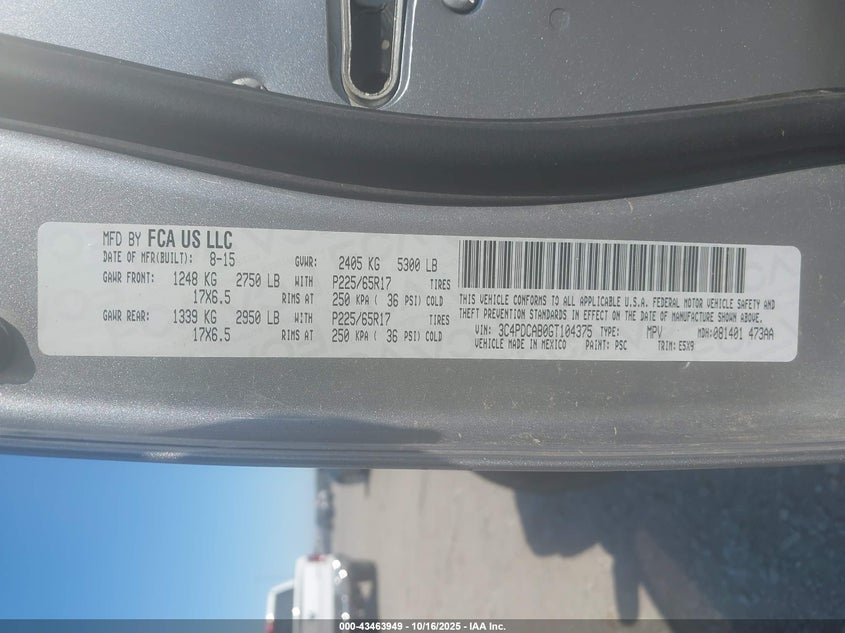 MFD BY FCA US LLC
DATE OF MFR(BUILT): 8-15 GVWR: 2405 KG 5300 LB
GAWR FRONT: 1248 KG 2750 LB WITH P225/65R17 TIRES
17X6.5 RIMS AT 250 KPA ( 36 PSI) COLD
GAWR REAR: 1339 KG 2950 LB WITH P225/65R17 TIRES
17X6.5 RIMS AT 250 KPA ( 36 PSI) COLD
THIS VEHICLE CONFORMS TO ALL APPLICABLE U.S.A. FEDERAL MOTOR VEHICLE SAFETY AND
THEFT PREVENTION STANDARDS IN EFFECT ON THE DATE OF MANUFACTURE SHOWN ABOVE.
VIN: 3C4PDCAB0GT104375 TYPE: MPV MDH:081401 473AA
VEHICLE MADE IN MEXICO PAINT: PSC TRIM: E5X9
000-43463949 - 10/16/2025 - IAA Inc.